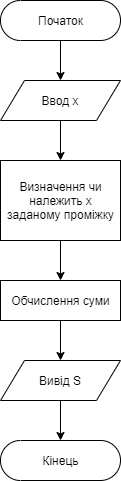 Початок
Ввод х
Визначення чи
належить х
заданому проміжку
Обчислення суми
Вивід S
Кінець